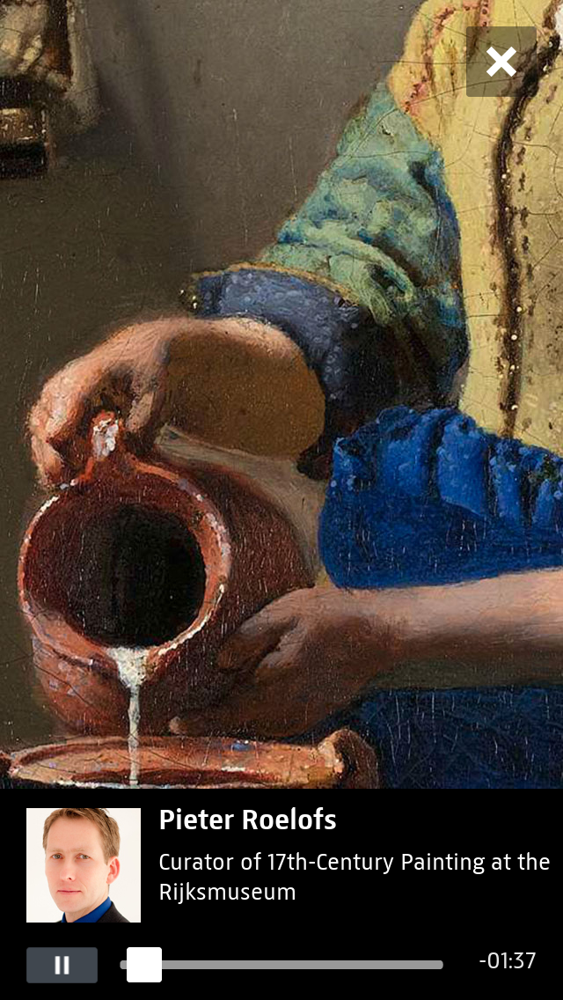 Pieter Roelofs
Curator of 17th-Century Painting at the
Rijksmuseum
-01:37